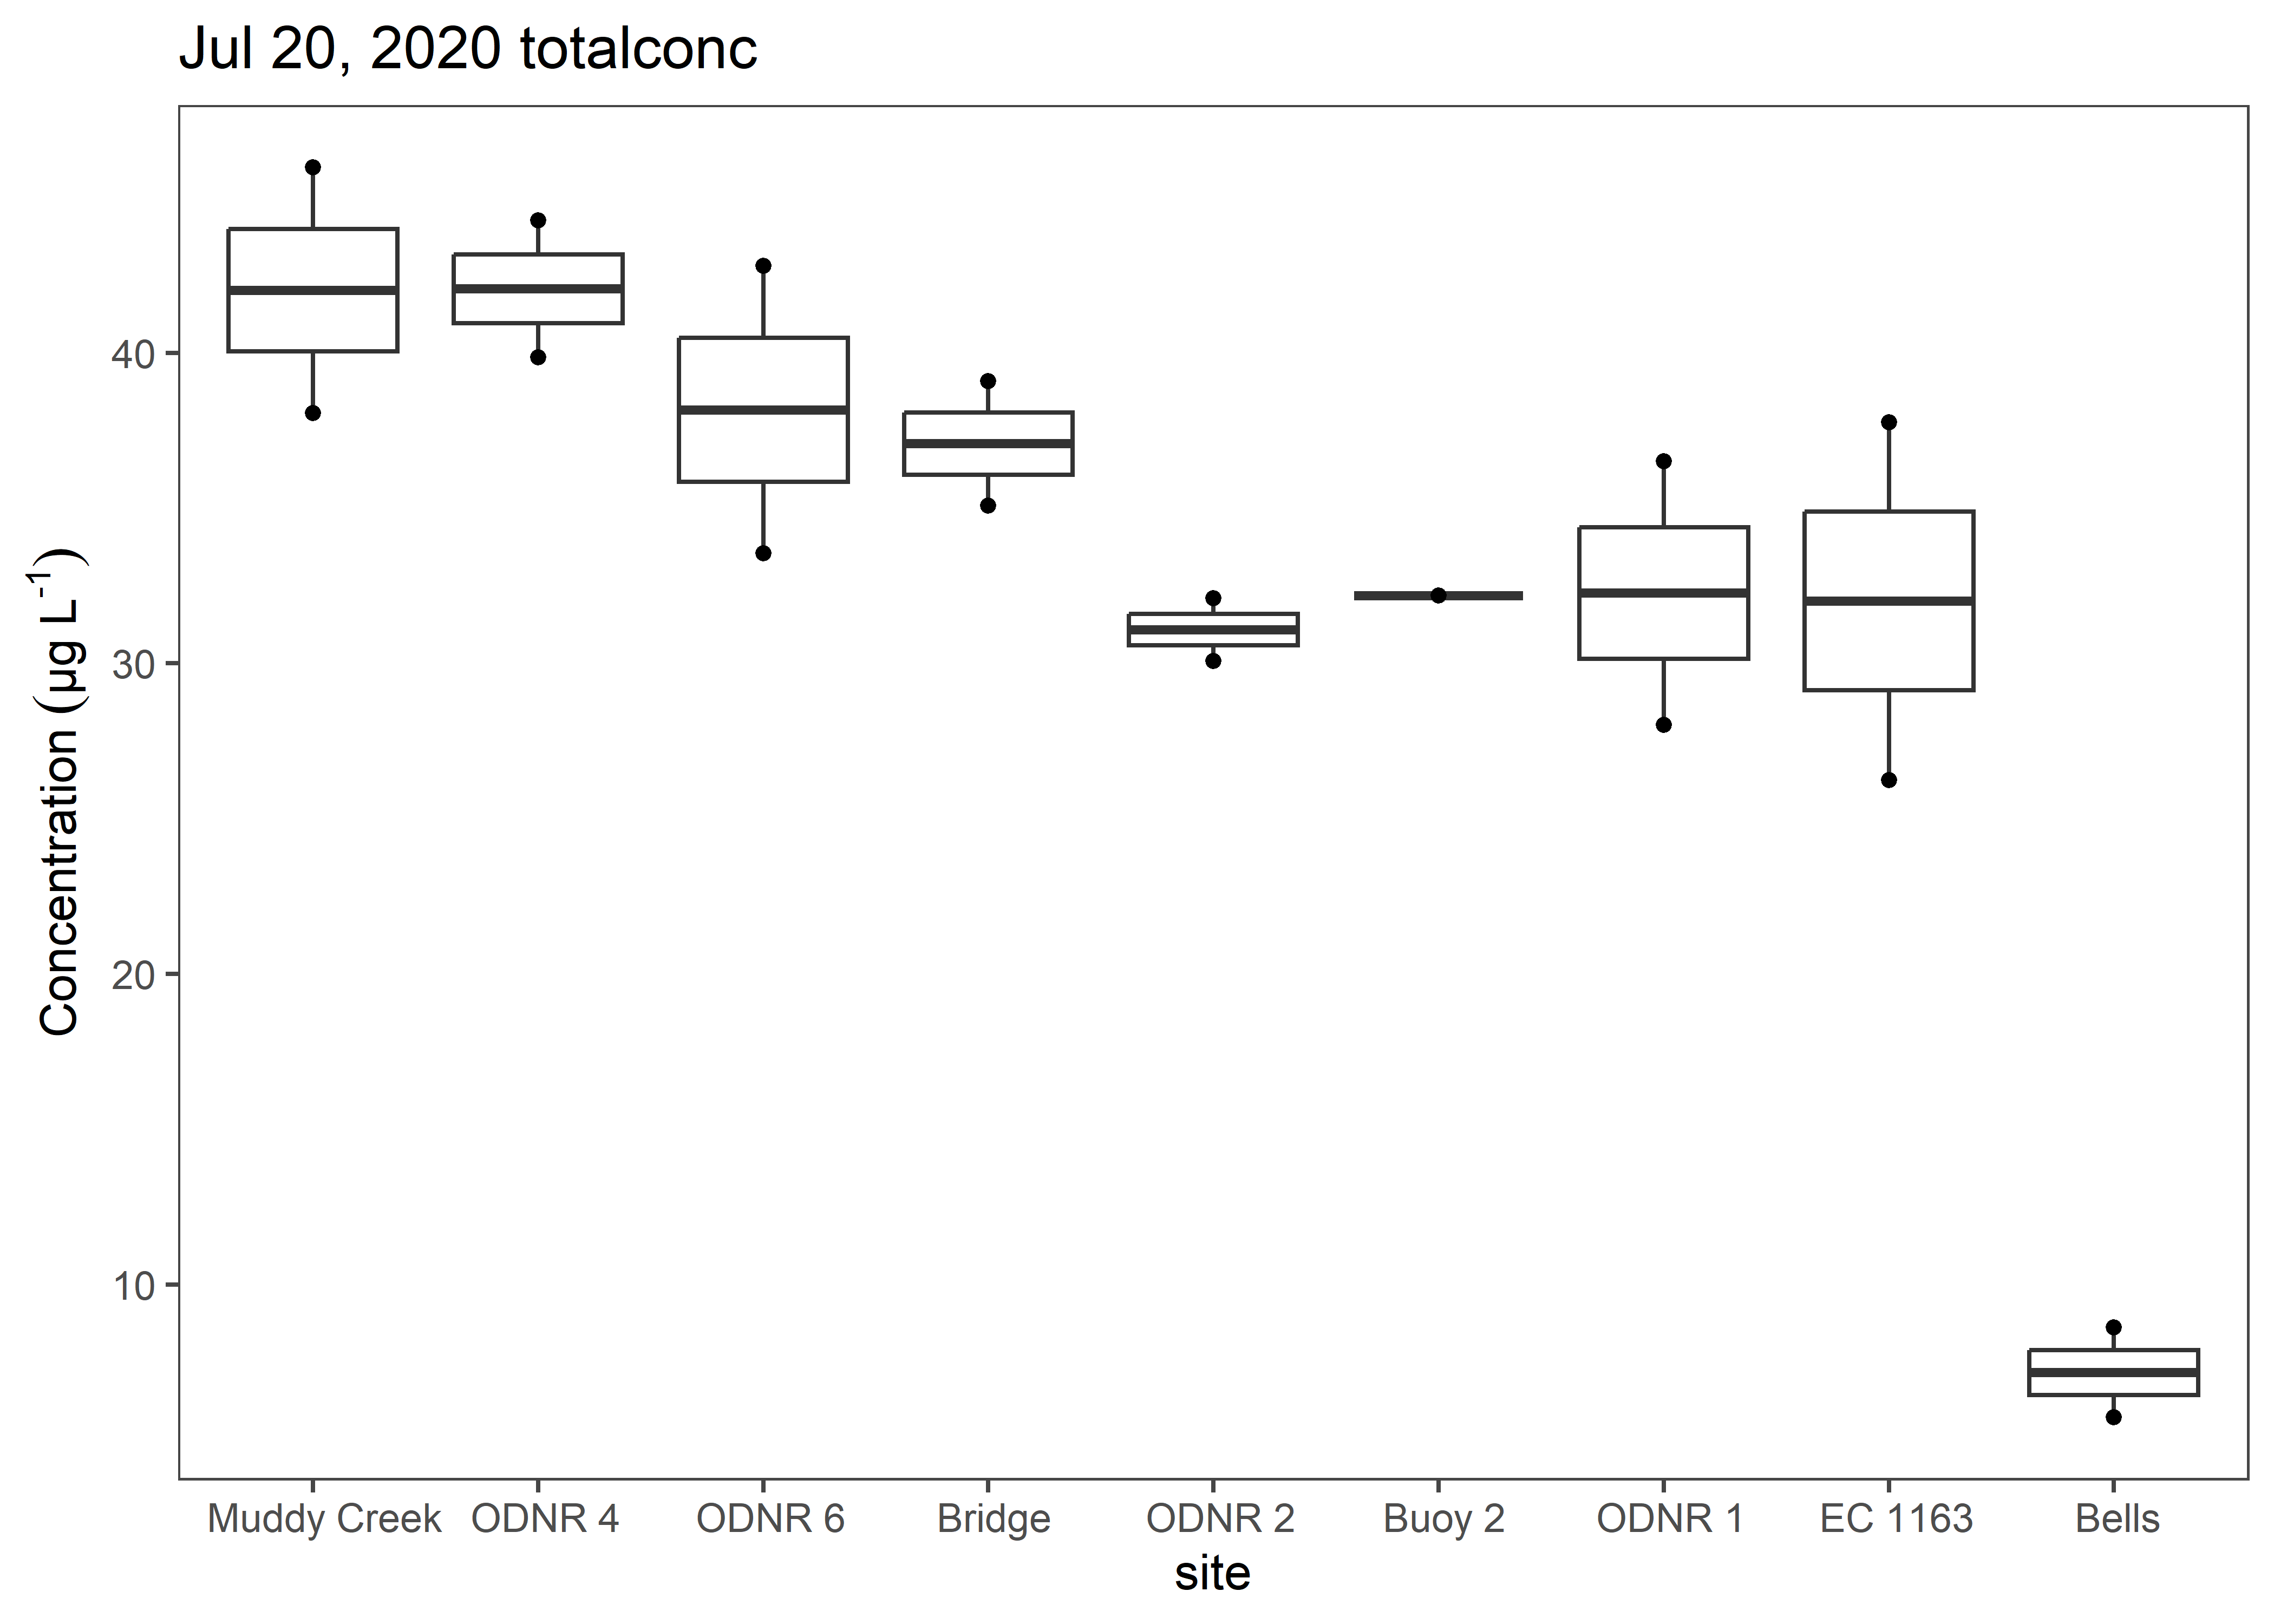 Jul 20, 2020 totalconc
Concentration (µg L⁻¹)
40
30
20
10
Muddy Creek ODNR 4 ODNR 6 Bridge ODNR 2 Buoy 2 ODNR 1 EC 1163 Bells
site